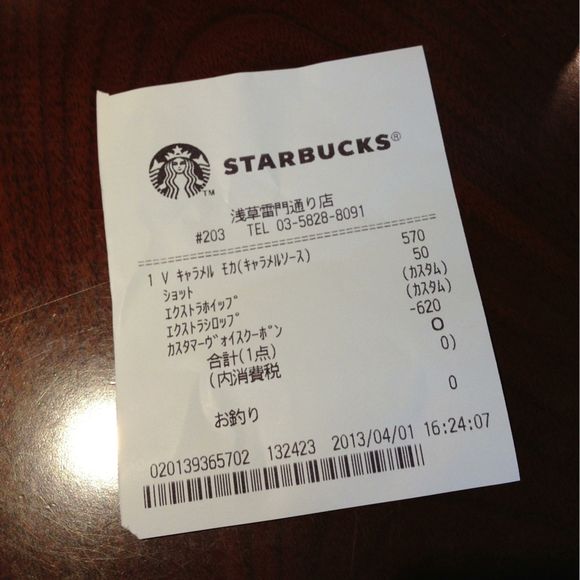 STARBUCKS®
TM
浅草雷門通り店
#203 TEL 03-5828-8091
1 V キャラメル モカ(キャラメルソース) 570
ショット 50
エクストラホイップ (カスタム)
エクストラシロップ (カスタム)
カスタマーヴォイスクーポン -620
合計(1点) 0
(内消費税 0)
お釣り 0
020139365702 132423 2013/04/01 16:24:07